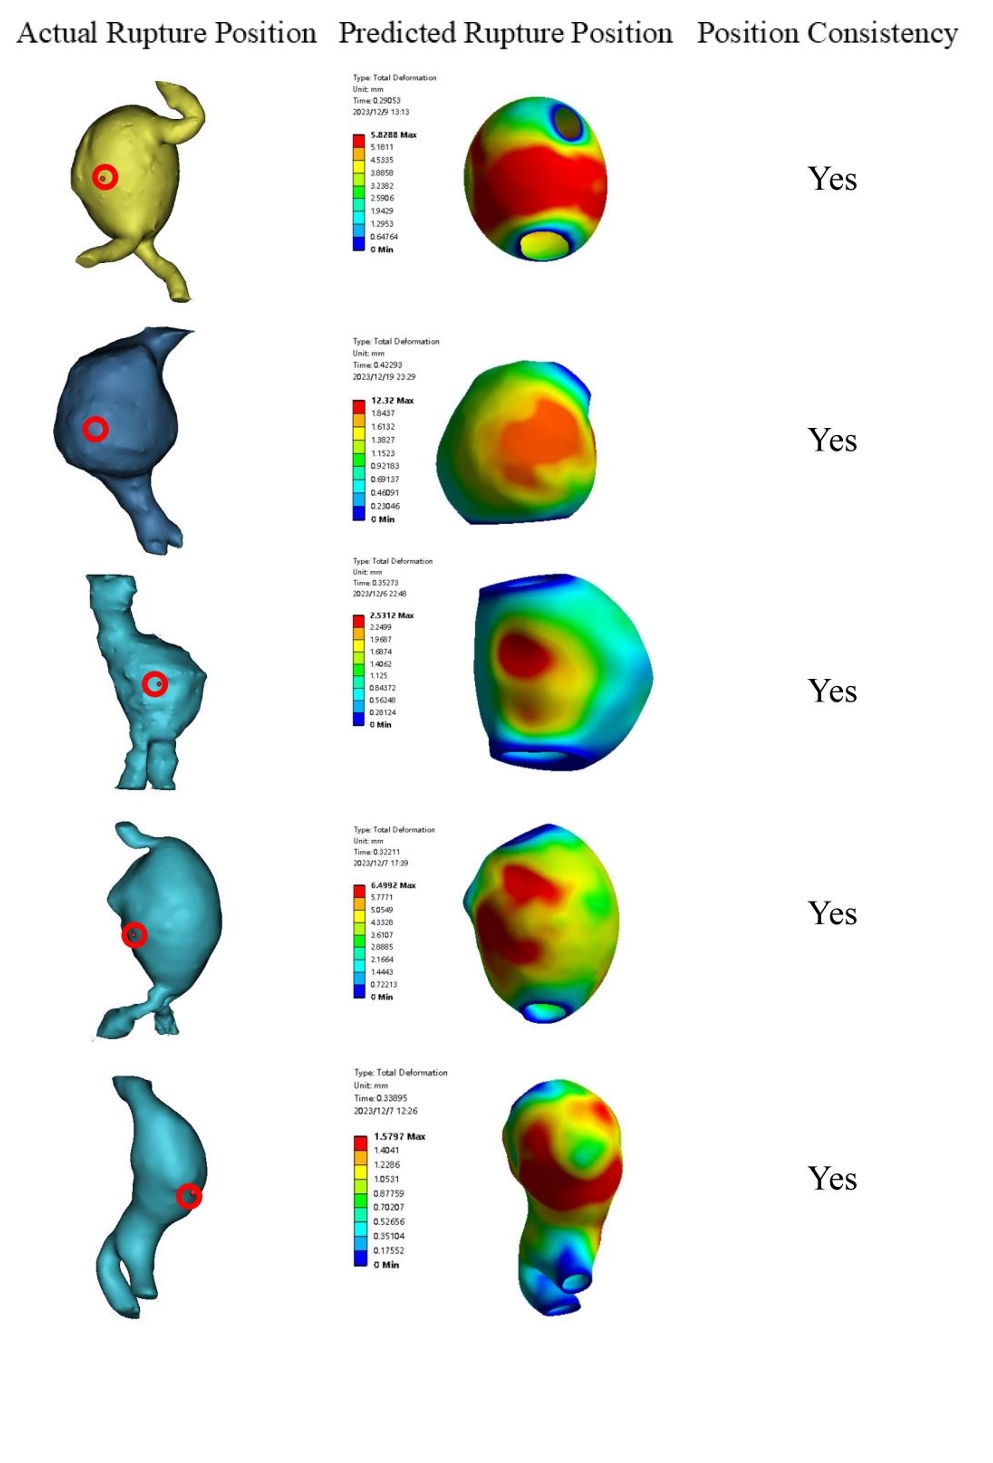 Actual Rupture Position Predicted Rupture Position Position Consistency
Type: Total Deformation
Unit: mm
Time: 0.29053
2023/12/9 13:13
5.8288 Max
5.1811
4.5335
3.8858
3.2382
2.5906
1.9429
1.2953
0.64764
0 Min
Yes
Type: Total Deformation
Unit: mm
Time: 0.42293
2023/12/19 23:29
12.32 Max
1.8437
1.6132
1.3827
1.1523
0.92183
0.69137
0.46091
0.23046
0 Min
Yes
Type: Total Deformation
Unit: mm
Time: 0.35273
2023/12/6 22:48
2.5312 Max
2.2499
1.9687
1.6874
1.4062
1.125
0.84372
0.56248
0.28124
0 Min
Yes
Type: Total Deformation
Unit: mm
Time: 0.32211
2023/12/7 17:39
6.4992 Max
5.7771
5.0549
4.3328
3.6107
2.8885
2.1664
1.4443
0.72213
0 Min
Yes
Type: Total Deformation
Unit: mm
Time: 0.33895
2023/12/7 12:26
1.5797 Max
1.4041
1.2286
1.0531
0.87759
0.70207
0.52656
0.35104
0.17552
0 Min
Yes